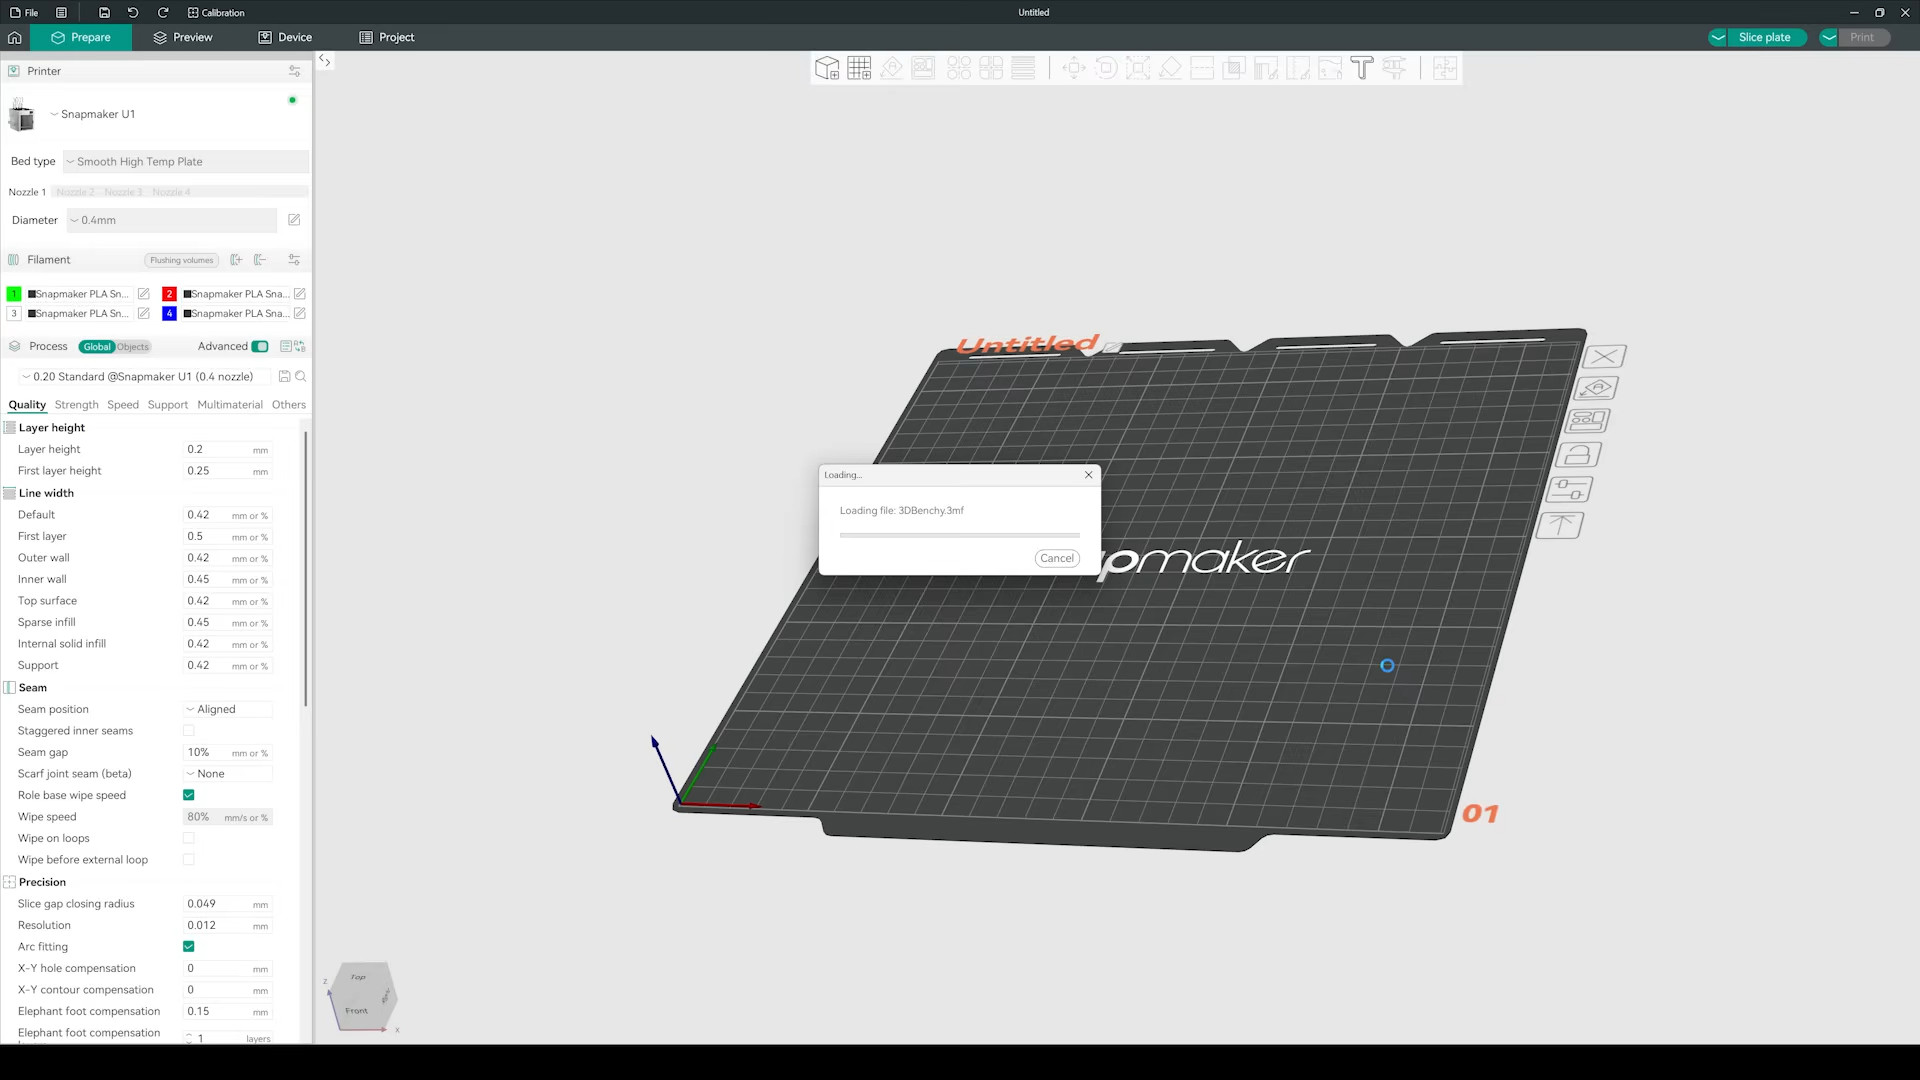 File
Calibration
Untitled
Prepare
Preview
Device
Project
Slice plate
Print
Printer
Snapmaker U1
Bed type
Smooth High Temp Plate
Nozzle 1
Nozzle 2
Nozzle 3
Nozzle 4
Diameter
0.4mm
Filament
Flushing volumes
1
Snapmaker PLA Sn...
2
Snapmaker PLA Sna...
3
Snapmaker PLA Sn...
4
Snapmaker PLA Sna...
Process
Global
Objects
Advanced
0.20 Standard @Snapmaker U1 (0.4 nozzle)
Quality
Strength
Speed
Support
Multimaterial
Others
Layer height
Layer height 0.2 mm
First layer height 0.25 mm
Line width
Default 0.42 mm or %
First layer 0.5 mm or %
Outer wall 0.42 mm or %
Inner wall 0.45 mm or %
Top surface 0.42 mm or %
Sparse infill 0.45 mm or %
Internal solid infill 0.42 mm or %
Support 0.42 mm or %
Seam
Seam position Aligned
Staggered inner seams
Seam gap 10% mm or %
Scarf joint seam (beta) None
Role base wipe speed
Wipe speed 80% mm/s or %
Wipe on loops
Wipe before external loop
Precision
Slice gap closing radius 0.049 mm
Resolution 0.012 mm
Arc fitting
X-Y hole compensation 0 mm
X-Y contour compensation 0 mm
Elephant foot compensation 0.15 mm
Elephant foot compensation
1 layers
Untitled
Loading...
Loading file: 3DBenchy.3mf
Cancel
pmaker
01
Top
Front
Z
X